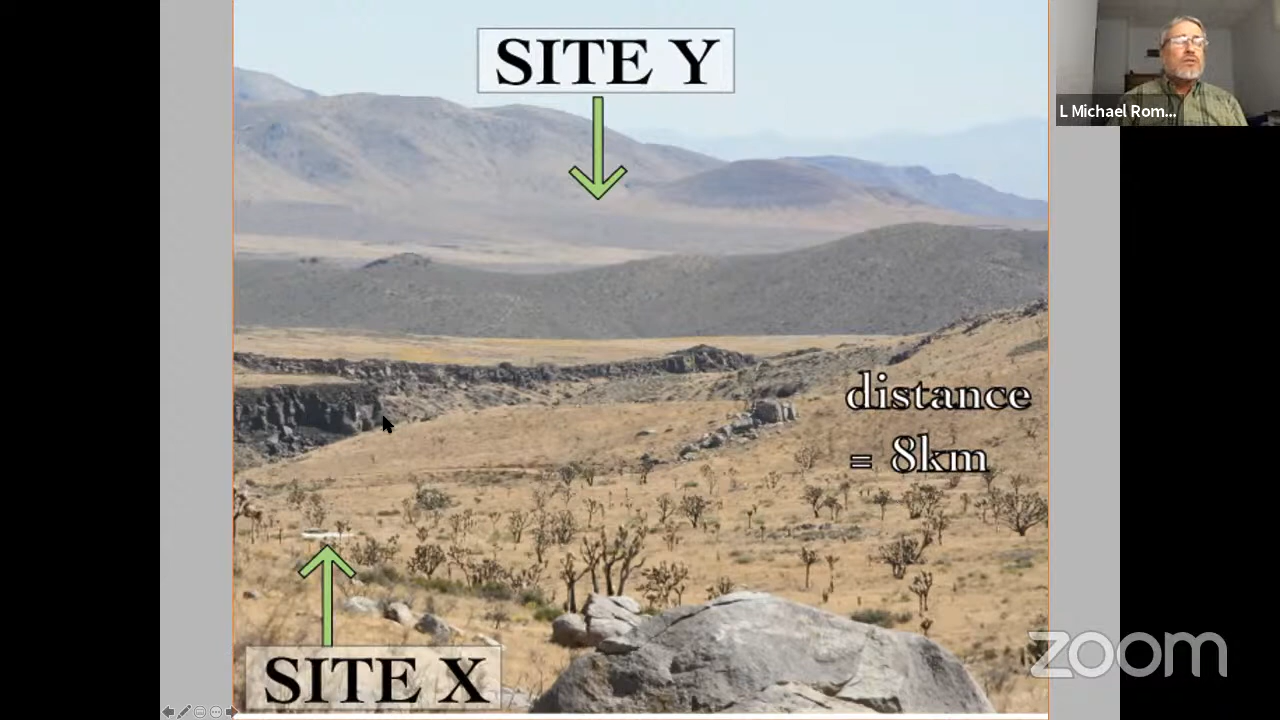 SITE Y
L Michael Rom...
distance
= 8km
SITE X
zoom